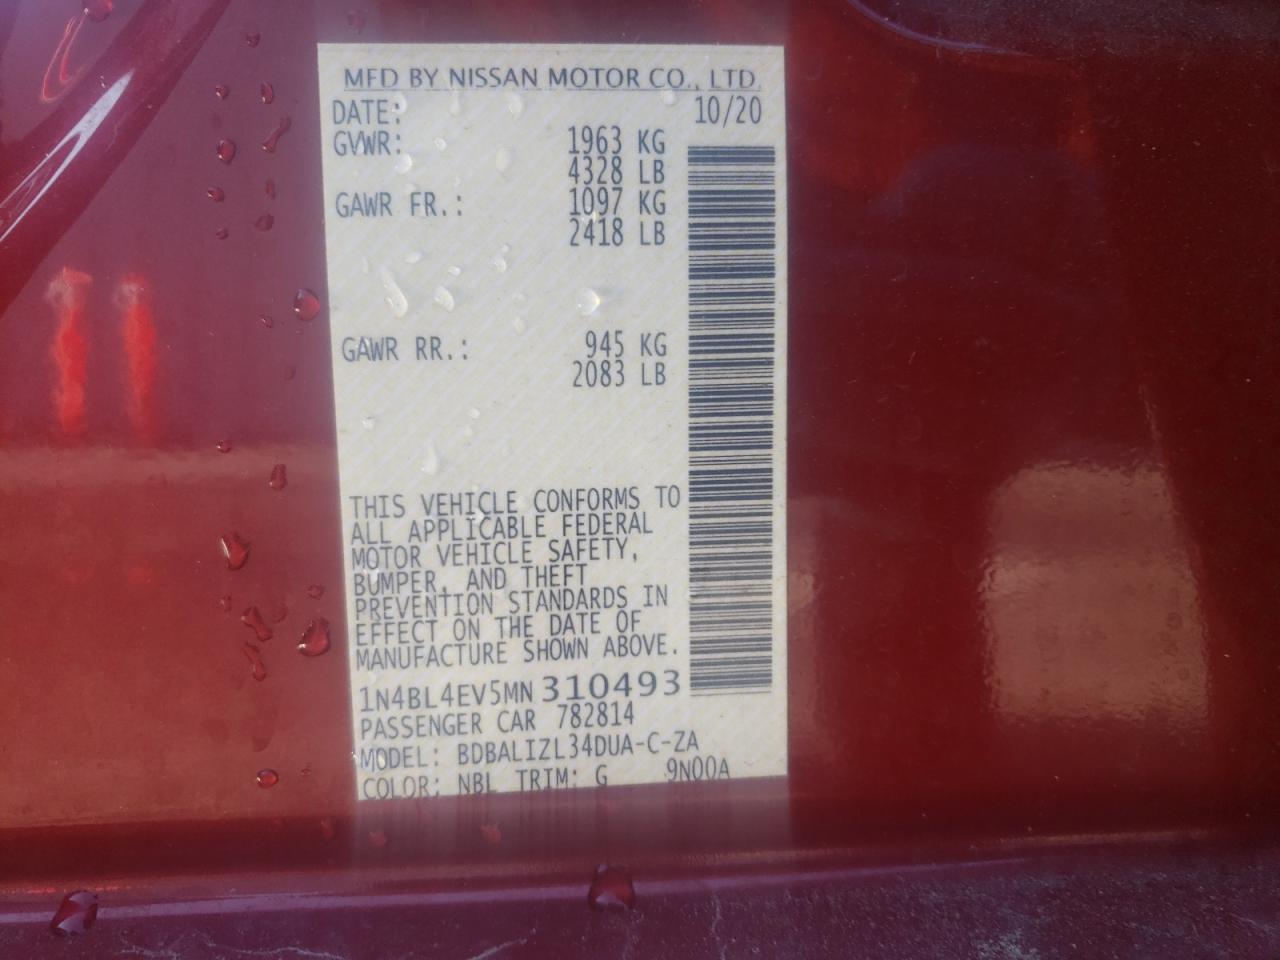 MFD BY NISSAN MOTOR CO., LTD.
DATE: 10/20
GVWR: 1963 KG
4328 LB
GAWR FR.: 1097 KG
2418 LB
GAWR RR.: 945 KG
2083 LB
THIS VEHICLE CONFORMS TO
ALL APPLICABLE FEDERAL
MOTOR VEHICLE SAFETY,
BUMPER, AND THEFT
PREVENTION STANDARDS IN
EFFECT ON THE DATE OF
MANUFACTURE SHOWN ABOVE.
1N4BL4EV5MN310493
PASSENGER CAR 782814
MODEL: BDBALIZL34DUA-C-ZA
COLOR: NBL TRIM: G 9N00A